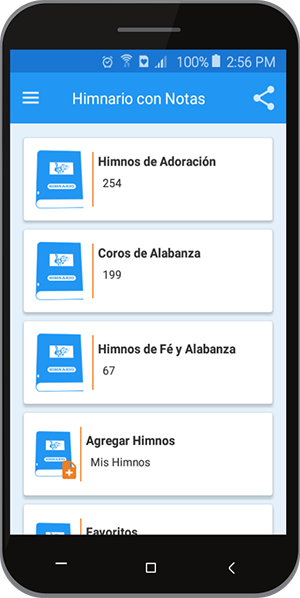 100% 2:56 PM
Himnario con Notas
Himnos de Adoración
254
Coros de Alabanza
199
Himnos de Fé y Alabanza
67
Agregar Himnos
Mis Himnos
Favoritos